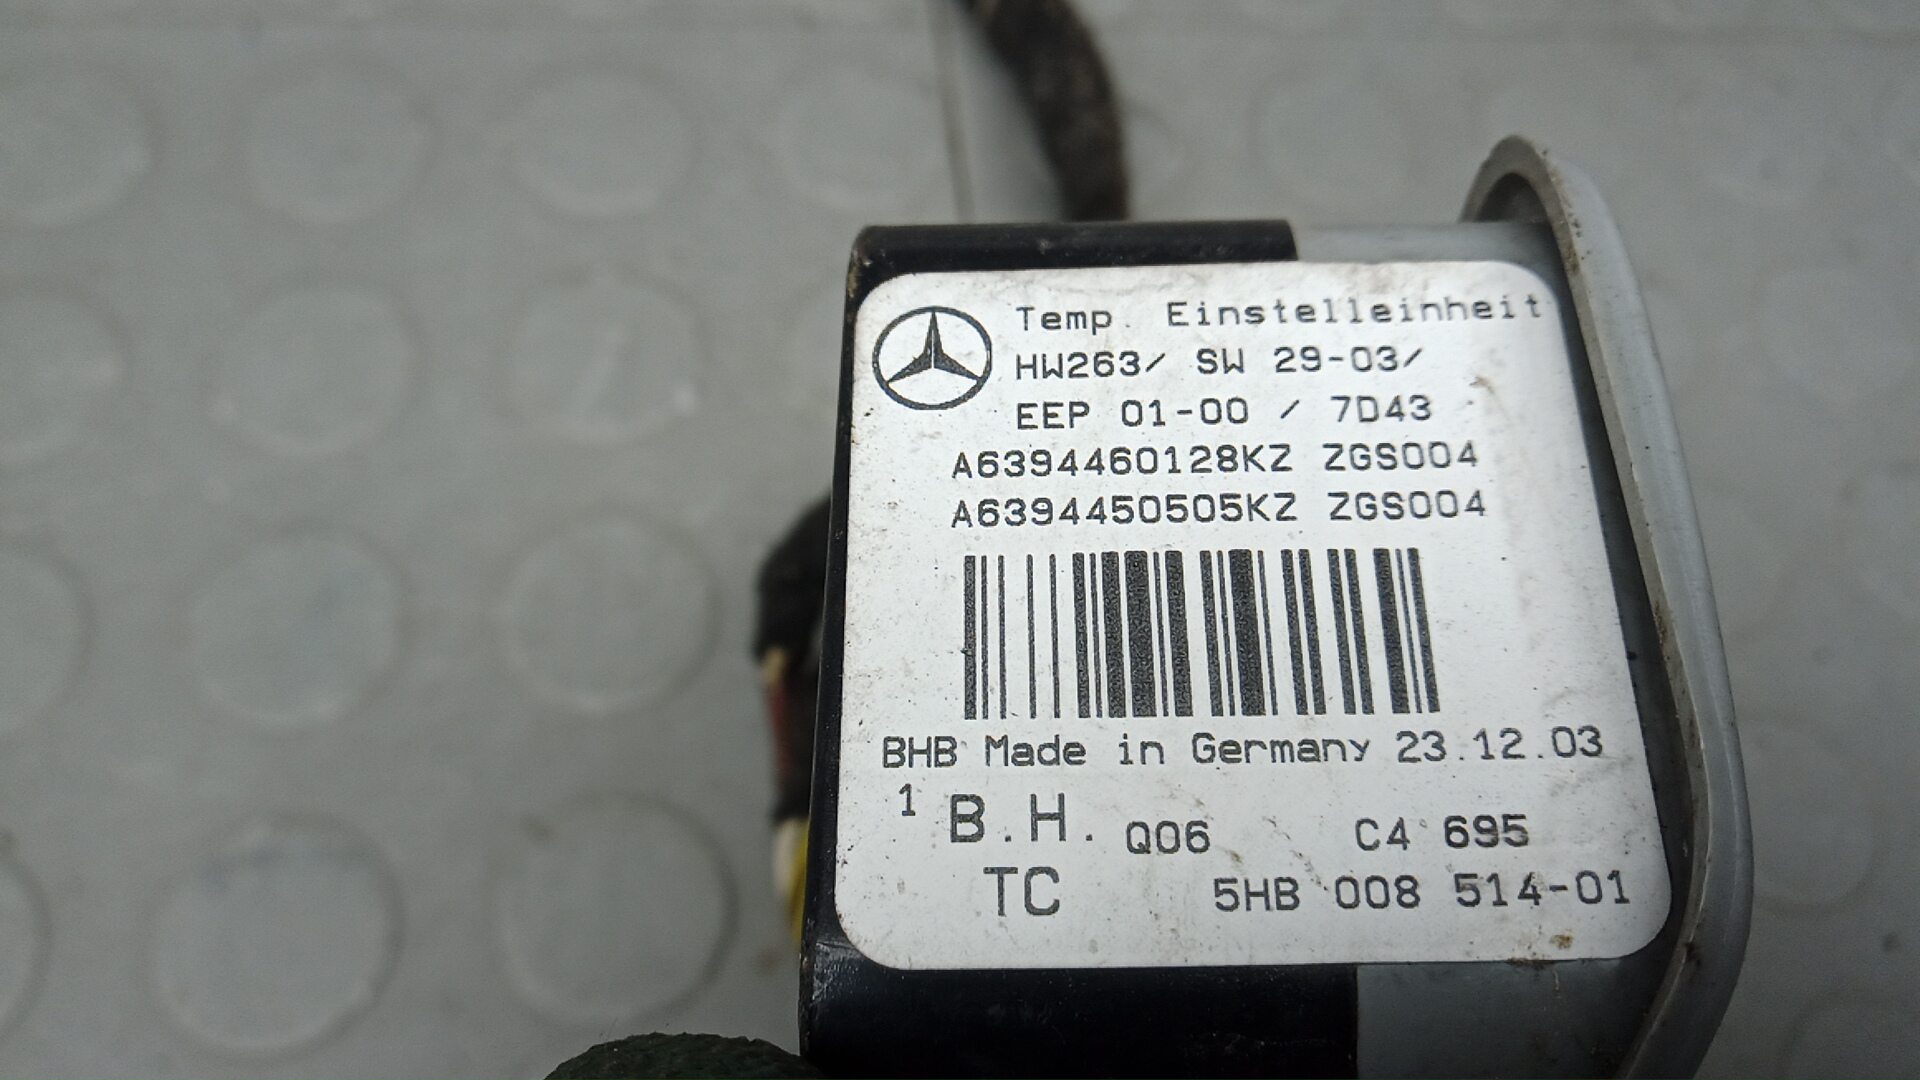 Temp. Einstelleinheit
HW263/ SW 29-03/
EEP 01-00 / 7D43
A6394460128KZ ZGS004
A6394450505KZ ZGS004
BHB Made in Germany 23.12.03
1 B.H. Q06 C4 695
TC 5HB 008 514-01